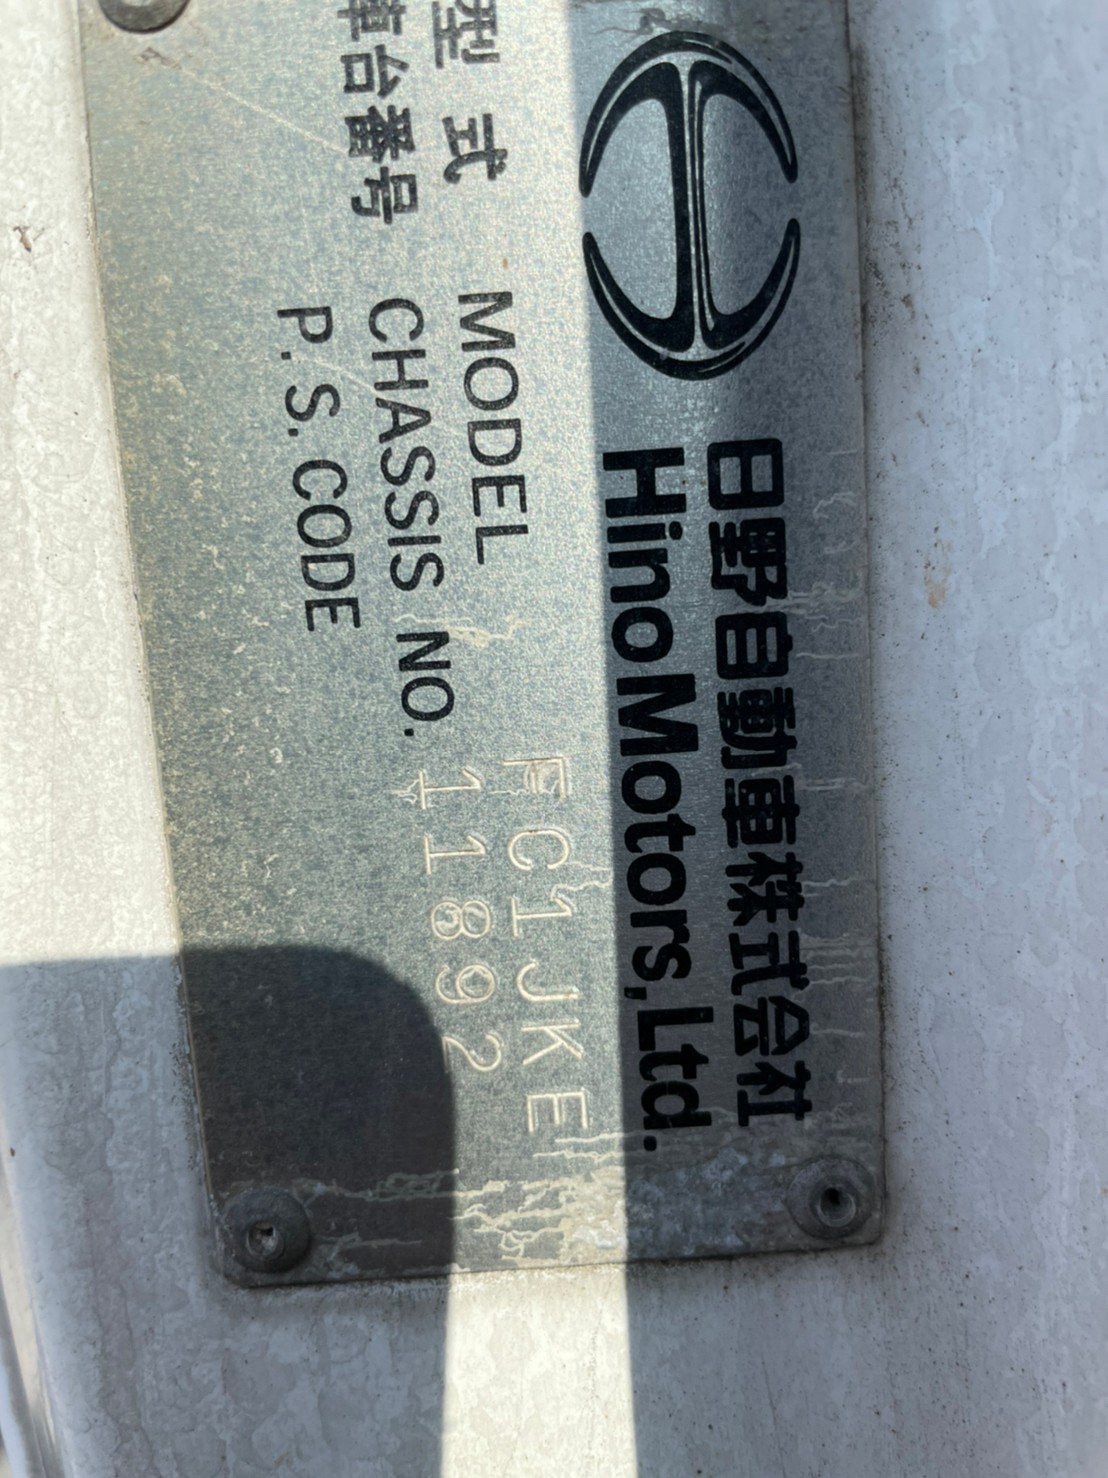 日野自動車株式会社
Hino Motors, Ltd.
型式 MODEL FC1JKE
車台番号 CHASSIS NO. 11892
P. S. CODE